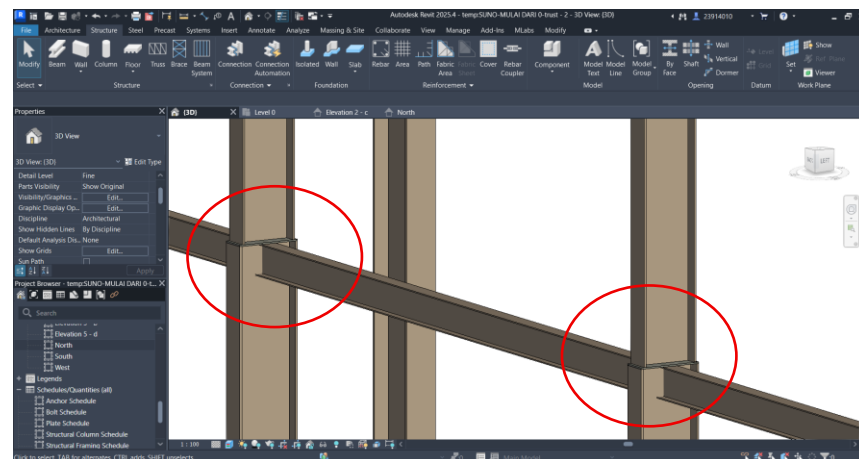 Autodesk Revit 2025.4 - temp:SUNO-MULAI DARI 0-trust - 2 - 3D View: {3D}
23914010
File Architecture Structure Steel Precast Systems Insert Annotate Analyze Massing & Site Collaborate View Manage Add-Ins MLabs Modify
Modify Beam Wall Column Floor Truss Brace Beam System Connection Connection Automation Isolated Wall Slab Rebar Area Path Fabric Area Cover Rebar Coupler Component Model Text Model Line Model Group By Face Shaft Wall Vertical Dormer Set Show Ref Plane Viewer
Select Structure Connection Foundation Reinforcement Model Opening Datum Work Plane
Properties
{3D} Level 0 Elevation 2 - c North
3D View
3D View: {3D} Edit Type
Detail Level Fine
Parts Visibility Show Original
Visibility/Graphics ... Edit...
Graphic Display Op... Edit...
Discipline Architectural
Show Hidden Lines By Discipline
Default Analysis Dis... None
Show Grids Edit...
Sun Path
Apply
Project Browser - temp:SUNO-MULAI DARI 0-t...
Search
Elevation 5 - d
North
South
West
Legends
Schedules/Quantities (all)
Anchor Schedule
Bolt Schedule
Plate Schedule
Structural Column Schedule
Structural Framing Schedule
1 : 100
Click to select, TAB for alternates, CTRL adds, SHIFT unselects.
Main Model